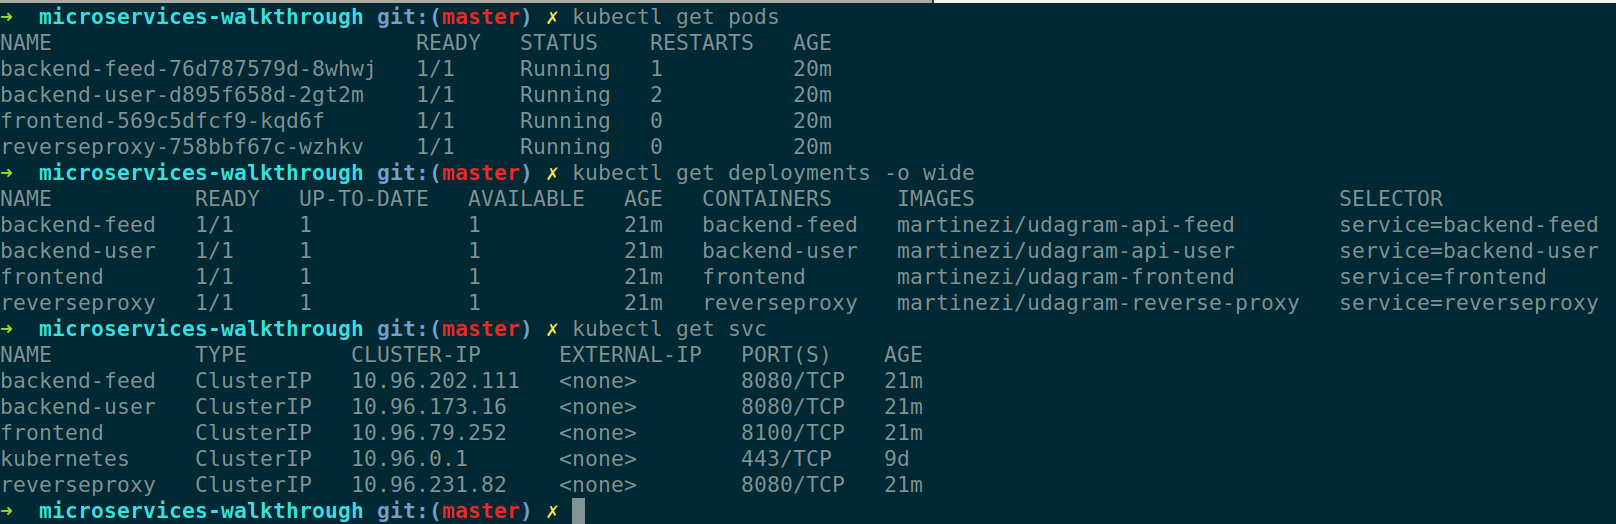 →  microservices-walkthrough git:(master) ✗ kubectl get pods
NAME                            READY   STATUS    RESTARTS   AGE
backend-feed-76d787579d-8whwj   1/1     Running   1          20m
backend-user-d895f658d-2gt2m    1/1     Running   2          20m
frontend-569c5dfcf9-kqd6f       1/1     Running   0          20m
reverseproxy-758bbf67c-wzhkv    1/1     Running   0          20m
→  microservices-walkthrough git:(master) ✗ kubectl get deployments -o wide
NAME           READY   UP-TO-DATE   AVAILABLE   AGE   CONTAINERS     IMAGES                            SELECTOR
backend-feed   1/1     1            1           21m   backend-feed   martinezi/udagram-api-feed        service=backend-feed
backend-user   1/1     1            1           21m   backend-user   martinezi/udagram-api-user        service=backend-user
frontend       1/1     1            1           21m   frontend       martinezi/udagram-frontend        service=frontend
reverseproxy   1/1     1            1           21m   reverseproxy   martinezi/udagram-reverse-proxy   service=reverseproxy
→  microservices-walkthrough git:(master) ✗ kubectl get svc
NAME           TYPE        CLUSTER-IP      EXTERNAL-IP   PORT(S)    AGE
backend-feed   ClusterIP   10.96.202.111   <none>        8080/TCP   21m
backend-user   ClusterIP   10.96.173.16    <none>        8080/TCP   21m
frontend       ClusterIP   10.96.79.252    <none>        8100/TCP   21m
kubernetes     ClusterIP   10.96.0.1       <none>        443/TCP    9d
reverseproxy   ClusterIP   10.96.231.82    <none>        8080/TCP   21m
→  microservices-walkthrough git:(master) ✗